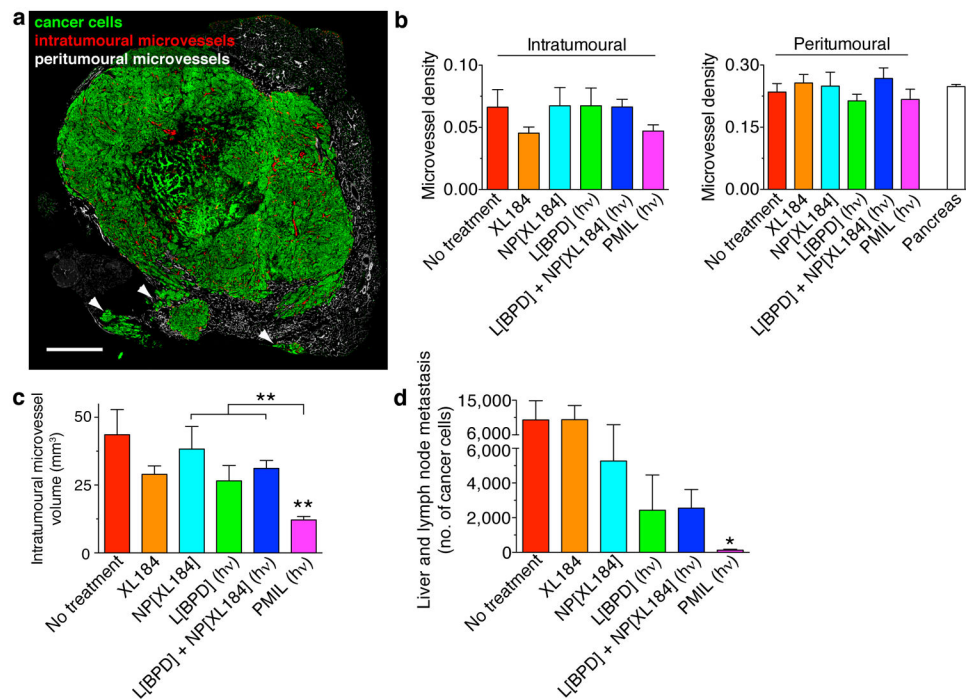 a
cancer cells
intratumoural microvessels
peritumoural microvessels
b
Intratumoural
Microvessel density
0.10
0.05
0.00
No treatment
XL184
NP[XL184]
L[BPD] (hν)
L[BPD] + NP[XL184] (hν)
PMIL (hν)
Peritumoural
Microvessel density
0.30
0.15
0.00
No treatment
XL184
NP[XL184]
L[BPD] (hν)
L[BPD] + NP[XL184] (hν)
PMIL (hν)
Pancreas
c
Intratumoural microvessel
volume (mm³)
50
25
0
**
**
No treatment
XL184
NP[XL184]
L[BPD] (hν)
L[BPD] + NP[XL184] (hν)
PMIL (hν)
d
Liver and lymph node metastasis
(no. of cancer cells)
15,000
6,000
6,000
4,000
2,000
0
*
No treatment
XL184
NP[XL184]
L[BPD] (hν)
L[BPD] + NP[XL184] (hν)
PMIL (hν)